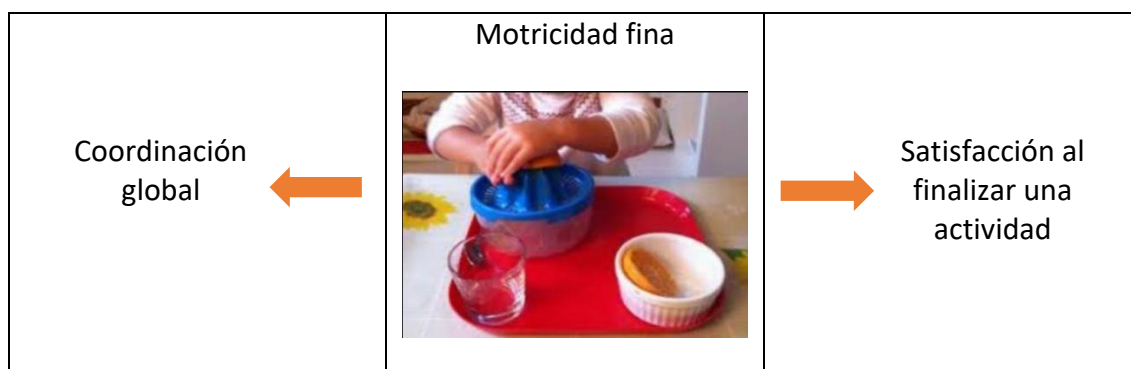 Motricidad fina
Coordinación
global
Satisfacción al
finalizar una
actividad